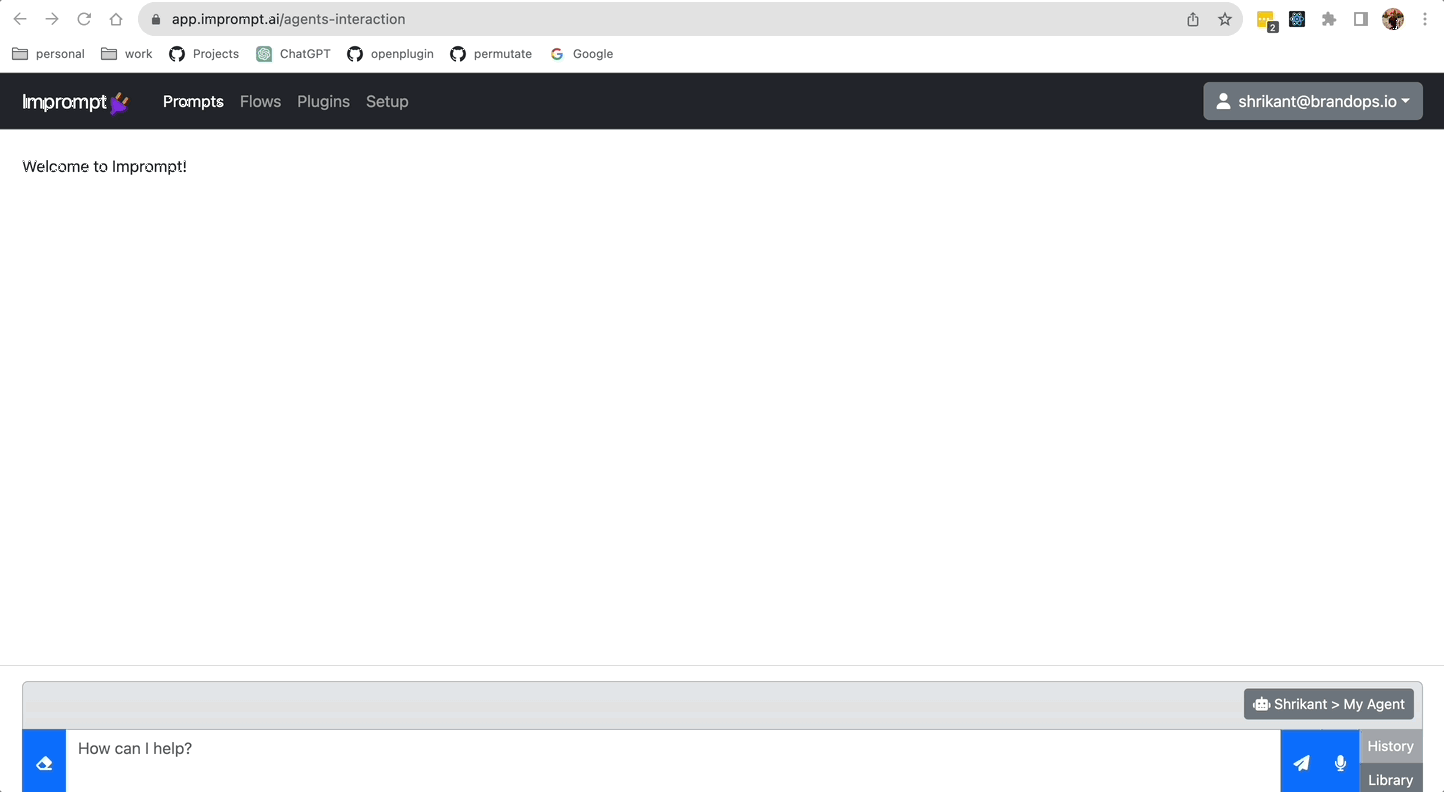 app.imprompt.ai/agents-interaction
2
personal work Projects ChatGPT openplugin permutate Google
Imprompt Prompts Flows Plugins Setup shrikant@brandops.io
Welcome to Imprompt!
Shrikant > My Agent
How can I help?
History
Library